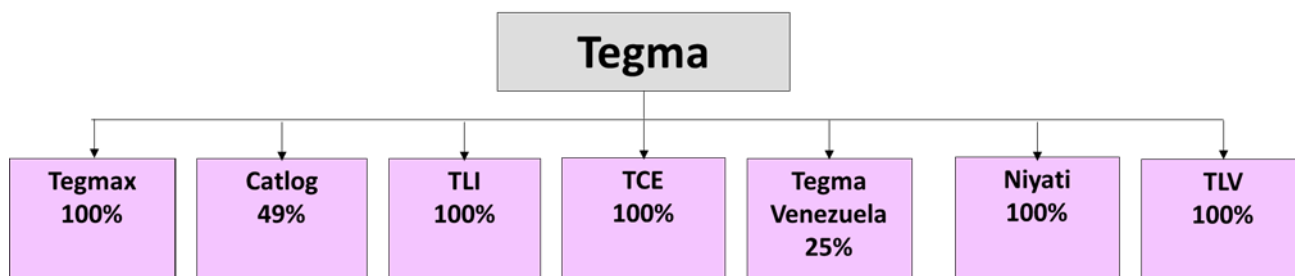 Tegma
Tegmax
100%
Catlog
49%
TLI
100%
TCE
100%
Tegma
Venezuela
25%
Niyati
100%
TLV
100%